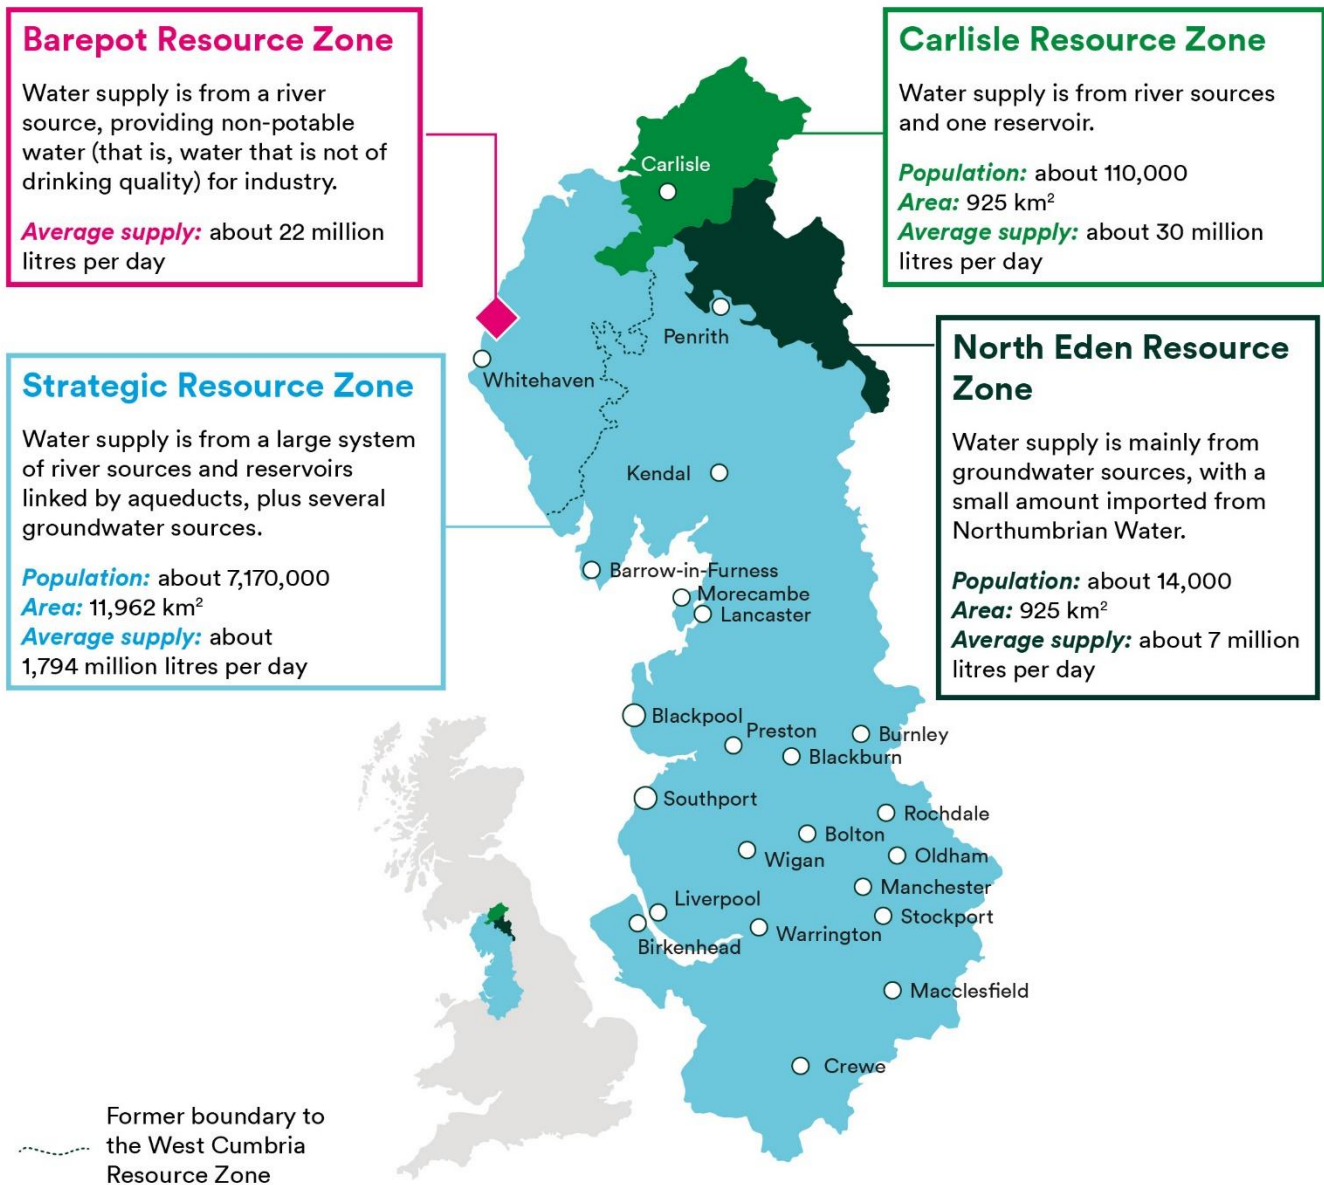 Barepot Resource Zone
Water supply is from a river
source, providing non-potable
water (that is, water that is not of
drinking quality) for industry.
Average supply: about 22 million
litres per day
Carlisle Resource Zone
Water supply is from river sources
and one reservoir.
Population: about 110,000
Area: 925 km²
Average supply: about 30 million
litres per day
Strategic Resource Zone
Water supply is from a large system
of river sources and reservoirs
linked by aqueducts, plus several
groundwater sources.
Population: about 7,170,000
Area: 11,962 km²
Average supply: about
1,794 million litres per day
North Eden Resource
Zone
Water supply is mainly from
groundwater sources, with a
small amount imported from
Northumbrian Water.
Population: about 14,000
Area: 925 km²
Average supply: about 7 million
litres per day
Carlisle
Penrith
Whitehaven
Kendal
Barrow-in-Furness
Morecambe
Lancaster
Blackpool
Preston
Burnley
Blackburn
Southport
Rochdale
Bolton
Wigan
Oldham
Manchester
Liverpool
Stockport
Birkenhead
Warrington
Macclesfield
Crewe
Former boundary to
the West Cumbria
Resource Zone